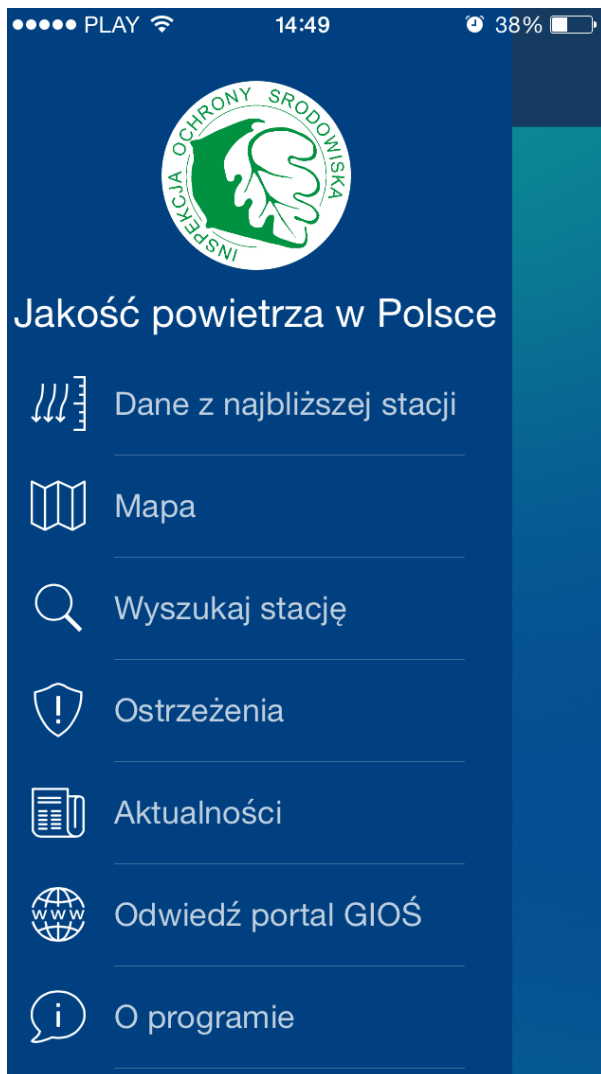 PLAY 14:49 38%
INSPEKCJA OCHRONY SRODOWISKA
Jakość powietrza w Polsce
Dane z najbliższej stacji
Mapa
Wyszukaj stację
Ostrzeżenia
Aktualności
www
Odwiedź portal GIOŚ
i
O programie